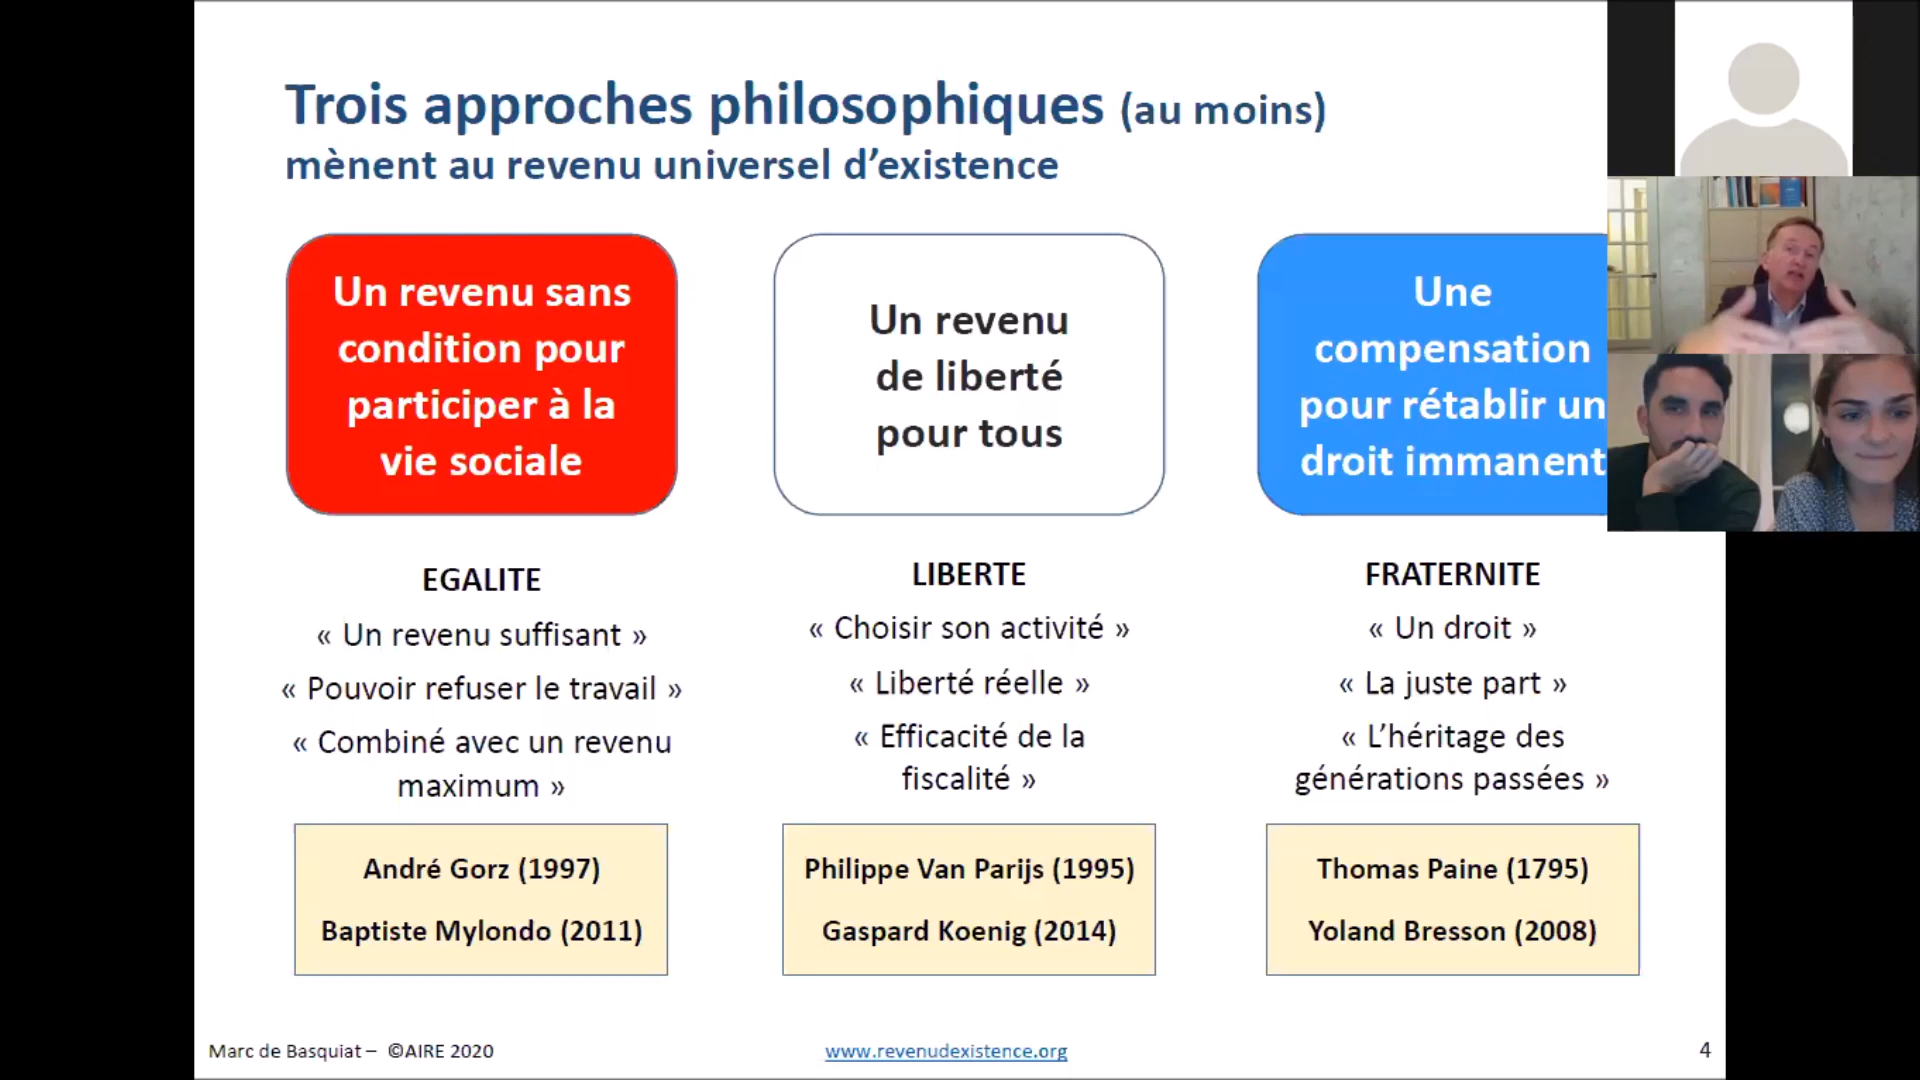 Trois approches philosophiques (au moins)
mènent au revenu universel d’existence
Un revenu sans
condition pour
participer à la
vie sociale
Un revenu
de liberté
pour tous
Une
compensation
pour rétablir un
droit immanent
EGALITE
« Un revenu suffisant »
« Pouvoir refuser le travail »
« Combiné avec un revenu
maximum »
LIBERTE
« Choisir son activité »
« Liberté réelle »
« Efficacité de la
fiscalité »
FRATERNITE
« Un droit »
« La juste part »
« L’héritage des
générations passées »
André Gorz (1997)
Baptiste Mylondo (2011)
Philippe Van Parijs (1995)
Gaspard Koenig (2014)
Thomas Paine (1795)
Yoland Bresson (2008)
Marc de Basquiat – ©AIRE 2020
www.revenudexistence.org
4